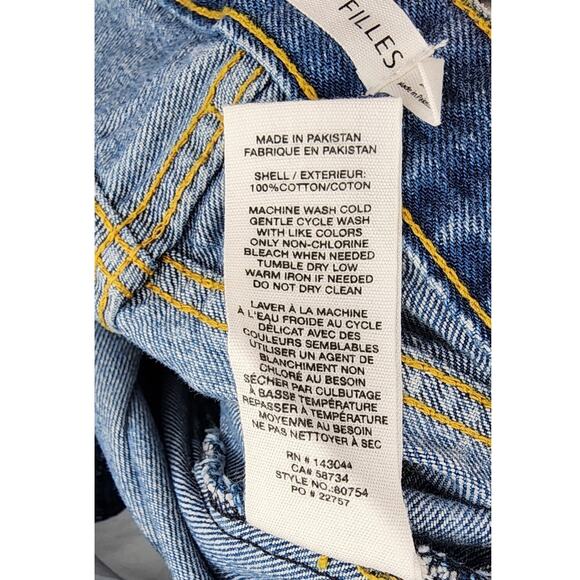 FILLES
MADE IN PAKISTAN
FABRIQUE EN PAKISTAN
SHELL / EXTERIEUR:
100%COTTON/COTON
MACHINE WASH COLD
GENTLE CYCLE WASH
WITH LIKE COLORS
ONLY NON-CHLORINE
BLEACH WHEN NEEDED
TUMBLE DRY LOW
WARM IRON IF NEEDED
DO NOT DRY CLEAN
LAVER À LA MACHINE
À L'EAU FROIDE AU CYCLE
DÉLICAT AVEC DES
COULEURS SEMBLABLES
UTILISER UN AGENT DE
BLANCHIMENT NON
CHLORÉ AU BESOIN
SÉCHER PAR CULBUTAGE
À BASSE TEMPÉRATURE
REPASSER À TEMPÉRATURE
MOYENNE AU BESOIN
NE PAS NETTOYER À SEC
RN # 143044
CA# 58734
STYLE NO.:80754
PO # 22757